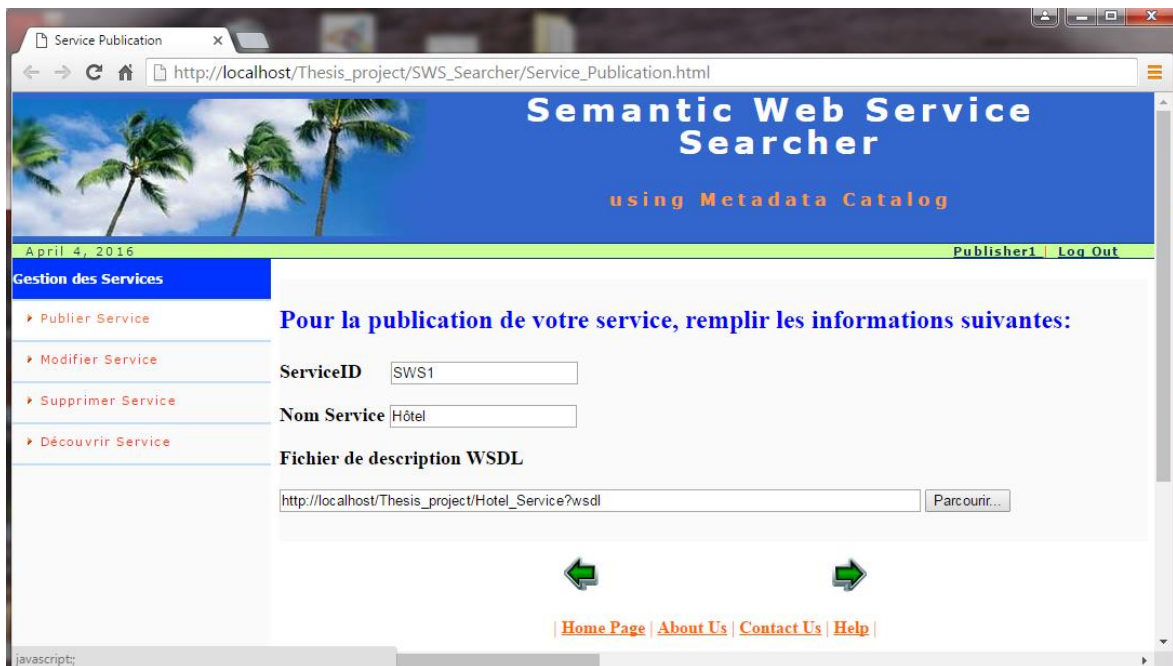 Service Publication
http://localhost/Thesis_project/SWS_Searcher/Service_Publication.html
Semantic Web Service
Searcher
using Metadata Catalog
April 4, 2016
Publisher1 | Log Out
Gestion des Services
Publier Service
Modifier Service
Supprimer Service
Découvrir Service
Pour la publication de votre service, remplir les informations suivantes:
ServiceID SWS1
Nom Service Hôtel
Fichier de description WSDL
http://localhost/Thesis_project/Hotel_Service?wsdl Parcourir...
| Home Page | About Us | Contact Us | Help |
javascript:;